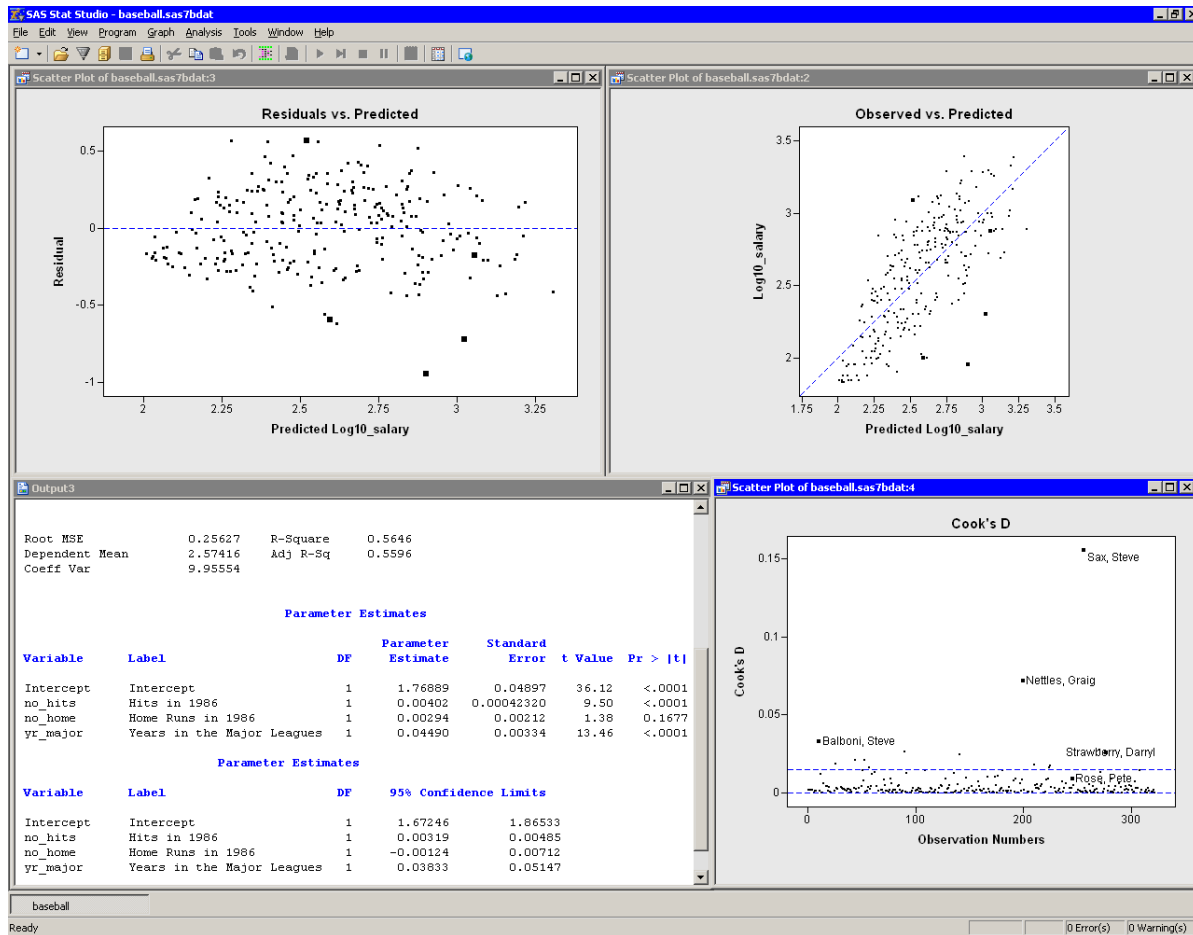 SAS Stat Studio - baseball.sas7bdat
File Edit View Program Graph Analysis Tools Window Help
Scatter Plot of baseball.sas7bdat:3
Residuals vs. Predicted
0.5
0
-0.5
-1
Residual
2 2.25 2.5 2.75 3 3.25
Predicted Log10_salary
Scatter Plot of baseball.sas7bdat:2
Observed vs. Predicted
3.5
3
2.5
2
Log10_salary
1.75 2 2.25 2.5 2.75 3 3.25 3.5
Predicted Log10_salary
Output3
Root MSE 0.25627 R-Square 0.5646
Dependent Mean 2.57416 Adj R-Sq 0.5596
Coeff Var 9.95554
Parameter Estimates
Parameter Standard
Variable Label DF Estimate Error t Value Pr > |t|
Intercept Intercept 1 1.76889 0.04897 36.12 <.0001
no_hits Hits in 1986 1 0.00402 0.00042320 9.50 <.0001
no_home Home Runs in 1986 1 0.00294 0.00212 1.38 0.1677
yr_major Years in the Major Leagues 1 0.04490 0.00334 13.46 <.0001
Parameter Estimates
Variable Label DF 95% Confidence Limits
Intercept Intercept 1 1.67246 1.86533
no_hits Hits in 1986 1 0.00319 0.00485
no_home Home Runs in 1986 1 -0.00124 0.00712
yr_major Years in the Major Leagues 1 0.03833 0.05147
Scatter Plot of baseball.sas7bdat:4
Cook's D
0.15
0.1
0.05
0
Cook's D
Sax, Steve
Nettles, Graig
Balboni, Steve
Strawberry, Darryl
Rose, Pete
0 100 200 300
Observation Numbers
baseball
Ready 0 Error(s) 0 Warning(s)